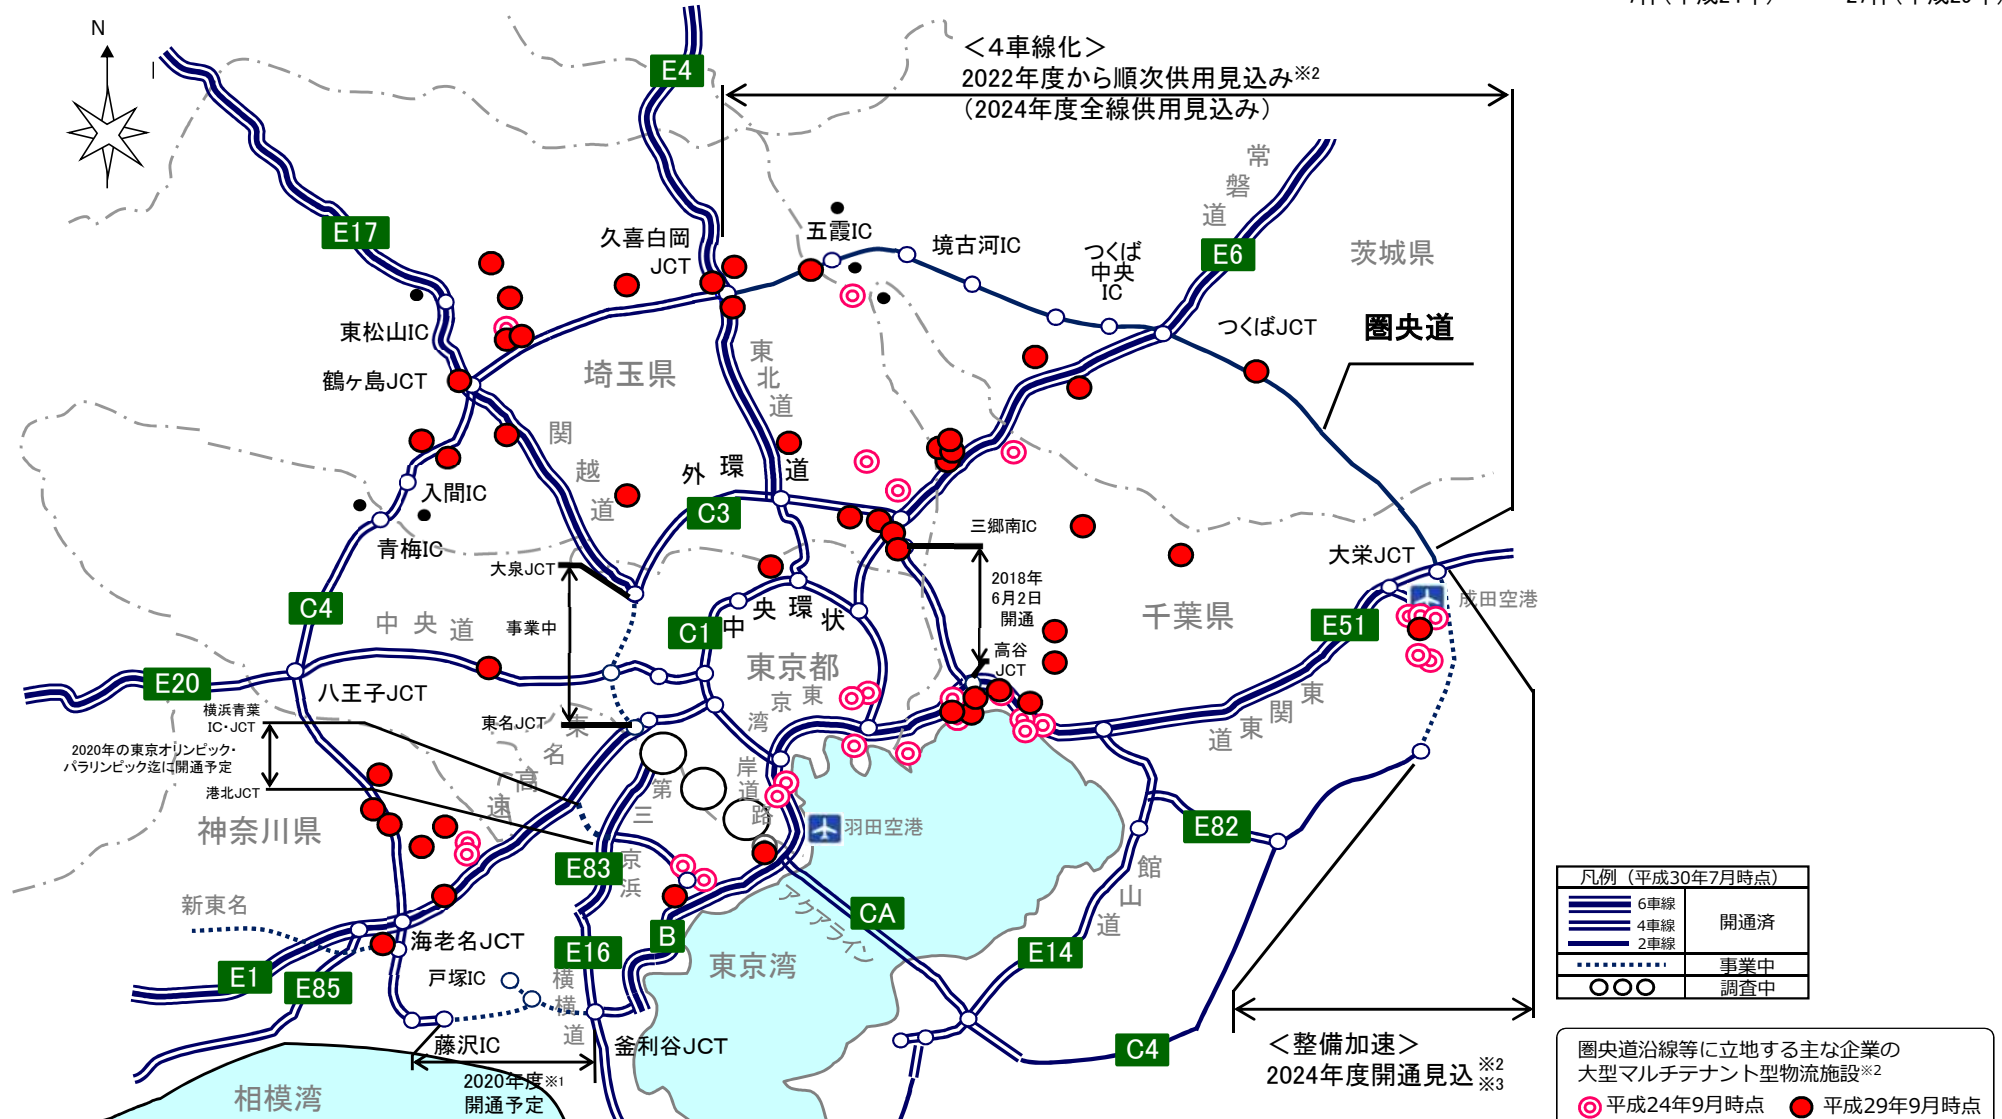 N
E4
＜4車線化＞
2022年度から順次供用見込み※2
（2024年度全線供用見込み）
常磐道
E17
久喜白岡
JCT
五霞IC
境古河IC
つくば
中央
IC
E6
茨城県
東松山IC
つくばJCT
圏央道
鶴ヶ島JCT
埼玉県
東北道
関越道
外環道
入間IC
C3
三郷南IC
青梅IC
大泉JCT
大栄JCT
2018年
6月2日
開通
成田空港
C4
中央道
事業中
C1
中央環状
千葉県
E51
東京都
高谷
JCT
E20
八王子JCT
横浜青葉
IC・JCT
東名JCT
東京湾岸道路
東関東道
2020年の東京オリンピック・
パラリンピック迄に開通予定
東名高速
第三京浜
港北JCT
神奈川県
羽田空港
E82
E83
館山道
凡例（平成30年7月時点）
6車線
4車線
2車線
開通済
事業中
調査中
新東名
アクアライン
CA
B
海老名JCT
E16
E14
東京湾
E1
E85
戸塚IC
横横道
藤沢IC
釜利谷JCT
C4
＜整備加速＞
2024年度開通見込※2
※3
2020年度※1
開通予定
相模湾
圏央道沿線等に立地する主な企業の
大型マルチテナント型物流施設※2
平成24年9月時点 平成29年9月時点